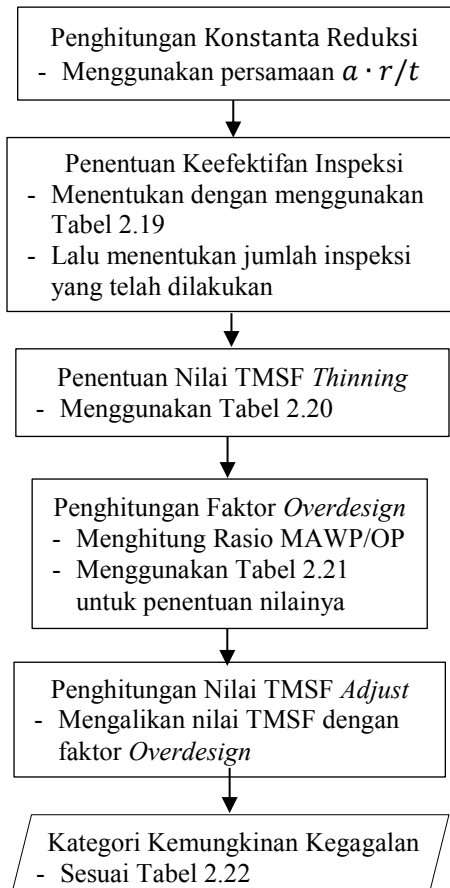 Penghitungan Konstanta Reduksi
- Menggunakan persamaan a · r/t
Penentuan Keefektifan Inspeksi
- Menentukan dengan menggunakan
Tabel 2.19
- Lalu menentukan jumlah inspeksi
yang telah dilakukan
Penentuan Nilai TMSF Thinning
- Menggunakan Tabel 2.20
Penghitungan Faktor Overdesign
- Menghitung Rasio MAWP/OP
- Menggunakan Tabel 2.21
untuk penentuan nilainya
Penghitungan Nilai TMSF Adjust
- Mengalikan nilai TMSF dengan
faktor Overdesign
Kategori Kemungkinan Kegagalan
- Sesuai Tabel 2.22